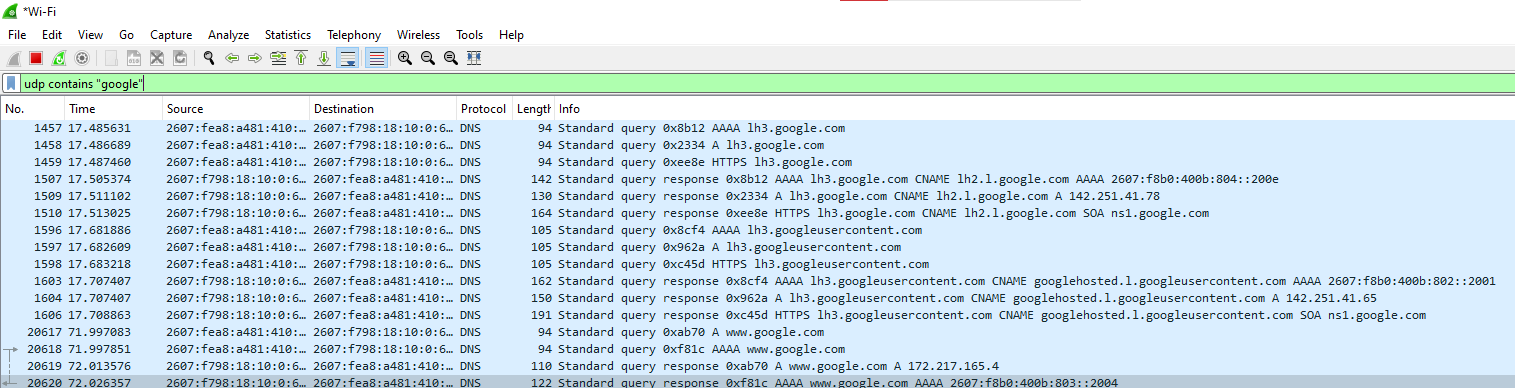 *Wi-Fi
File Edit View Go Capture Analyze Statistics Telephony Wireless Tools Help
udp contains "google"
No. Time Source Destination Protocol Length Info
1457 17.485631 2607:fea8:a481:410:… 2607:f798:18:10:0:6… DNS 94 Standard query 0x8b12 AAAA lh3.google.com
1458 17.486689 2607:fea8:a481:410:… 2607:f798:18:10:0:6… DNS 94 Standard query 0x2334 A lh3.google.com
1459 17.487460 2607:fea8:a481:410:… 2607:f798:18:10:0:6… DNS 94 Standard query 0xee8e HTTPS lh3.google.com
1507 17.505374 2607:f798:18:10:0:6… 2607:fea8:a481:410:… DNS 142 Standard query response 0x8b12 AAAA lh3.google.com CNAME lh2.l.google.com AAAA 2607:f8b0:400b:804::200e
1509 17.511102 2607:f798:18:10:0:6… 2607:fea8:a481:410:… DNS 130 Standard query response 0x2334 A lh3.google.com CNAME lh2.l.google.com A 142.251.41.78
1510 17.513025 2607:f798:18:10:0:6… 2607:fea8:a481:410:… DNS 164 Standard query response 0xee8e HTTPS lh3.google.com CNAME lh2.l.google.com SOA ns1.google.com
1596 17.681886 2607:fea8:a481:410:… 2607:f798:18:10:0:6… DNS 105 Standard query 0x8cf4 AAAA lh3.googleusercontent.com
1597 17.682609 2607:fea8:a481:410:… 2607:f798:18:10:0:6… DNS 105 Standard query 0x962a A lh3.googleusercontent.com
1598 17.683218 2607:fea8:a481:410:… 2607:f798:18:10:0:6… DNS 105 Standard query 0xc45d HTTPS lh3.googleusercontent.com
1603 17.707407 2607:f798:18:10:0:6… 2607:fea8:a481:410:… DNS 162 Standard query response 0x8cf4 AAAA lh3.googleusercontent.com CNAME googlehosted.l.googleusercontent.com AAAA 2607:f8b0:400b:802::2001
1604 17.707407 2607:f798:18:10:0:6… 2607:fea8:a481:410:… DNS 150 Standard query response 0x962a A lh3.googleusercontent.com CNAME googlehosted.l.googleusercontent.com A 142.251.41.65
1606 17.708863 2607:f798:18:10:0:6… 2607:fea8:a481:410:… DNS 191 Standard query response 0xc45d HTTPS lh3.googleusercontent.com CNAME googlehosted.l.googleusercontent.com SOA ns1.google.com
20617 71.997083 2607:fea8:a481:410:… 2607:f798:18:10:0:6… DNS 94 Standard query 0xab70 A www.google.com
20618 71.997851 2607:fea8:a481:410:… 2607:f798:18:10:0:6… DNS 94 Standard query 0xf81c AAAA www.google.com
20619 72.013576 2607:f798:18:10:0:6… 2607:fea8:a481:410:… DNS 110 Standard query response 0xab70 A www.google.com A 172.217.165.4
20620 72.026357 2607:f798:18:10:0:6… 2607:fea8:a481:410:… DNS 122 Standard query response 0xf81c AAAA www.google.com AAAA 2607:f8b0:400b:803::2004